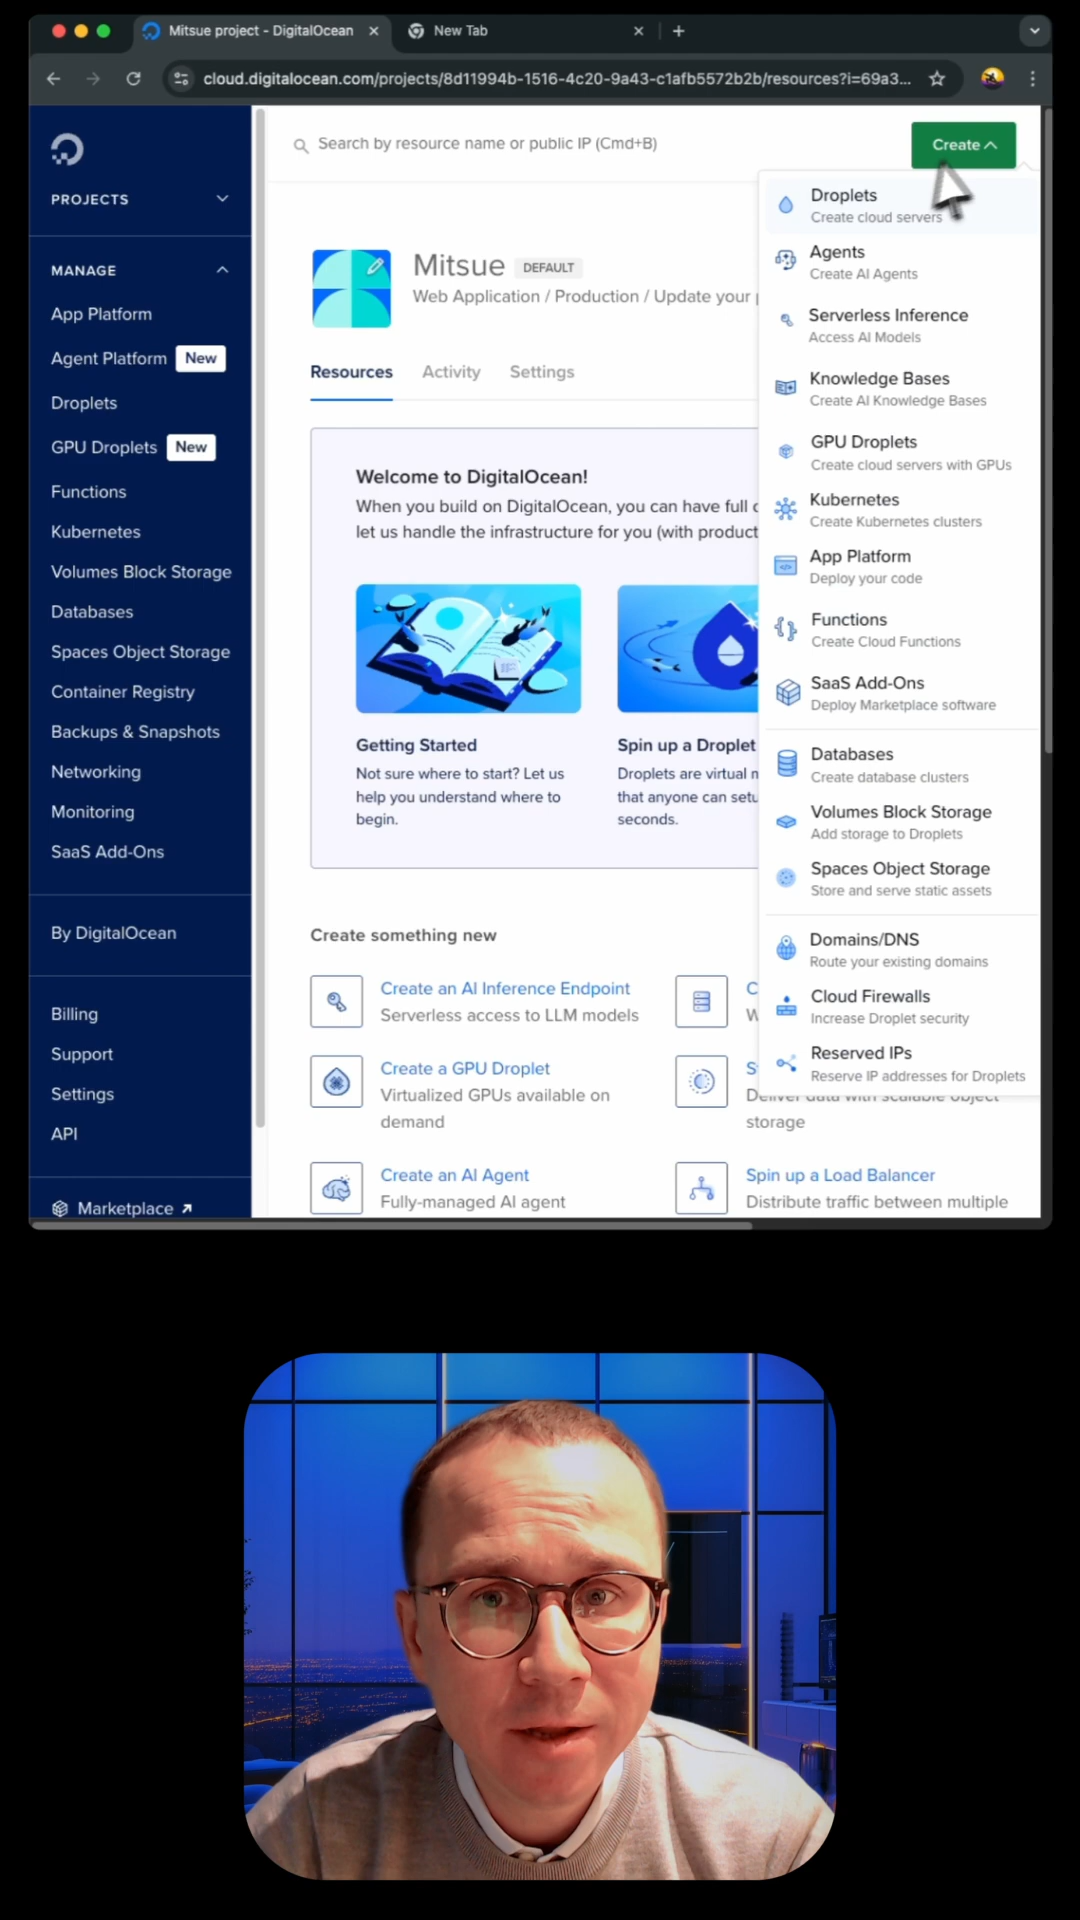 Mitsue project - DigitalOcean
New Tab
cloud.digitalocean.com/projects/8d11994b-1516-4c20-9a43-c1afb5572b2b/resources?i=69a3...
PROJECTS
MANAGE
App Platform
Agent Platform New
Droplets
GPU Droplets New
Functions
Kubernetes
Volumes Block Storage
Databases
Spaces Object Storage
Container Registry
Backups & Snapshots
Networking
Monitoring
SaaS Add-Ons
By DigitalOcean
Billing
Support
Settings
API
Marketplace
Search by resource name or public IP (Cmd+B)
Create
Mitsue DEFAULT
Web Application / Production / Update your
Resources
Activity
Settings
Welcome to DigitalOcean!
When you build on DigitalOcean, you can have full
let us handle the infrastructure for you (with product
Getting Started
Not sure where to start? Let us
help you understand where to
begin.
Spin up a Droplet
Droplets are virtual
that anyone can
seconds.
Create something new
Create an AI Inference Endpoint
Serverless access to LLM models
Create a GPU Droplet
Virtualized GPUs available on
demand
Deliver data with scalable object
storage
Create an AI Agent
Fully-managed AI agent
Spin up a Load Balancer
Distribute traffic between multiple
Droplets
Create cloud servers
Agents
Create AI Agents
Serverless Inference
Access AI Models
Knowledge Bases
Create AI Knowledge Bases
GPU Droplets
Create cloud servers with GPUs
Kubernetes
Create Kubernetes clusters
App Platform
Deploy your code
Functions
Create Cloud Functions
SaaS Add-Ons
Deploy Marketplace software
Databases
Create database clusters
Volumes Block Storage
Add storage to Droplets
Spaces Object Storage
Store and serve static assets
Domains/DNS
Route your existing domains
Cloud Firewalls
Increase Droplet security
Reserved IPs
Reserve IP addresses for Droplets